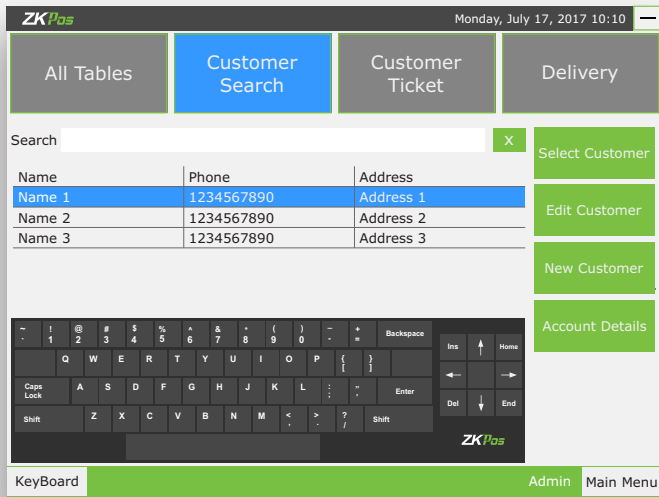 ZKPos
Monday, July 17, 2017 10:10
All Tables
Customer Search
Customer Ticket
Delivery
Search
X
Select Customer
Name Phone Address
Name 1 1234567890 Address 1
Name 2 1234567890 Address 2
Name 3 1234567890 Address 3
Edit Customer
New Customer
Account Details
~ ! @ # $ % ^ & * ( ) _ +
` 1 2 3 4 5 6 7 8 9 0 - = Backspace
Q W E R T Y U I O P { }
[ ]
Caps Lock A S D F G H J K L : ; " ' Enter
Shift Z X C V B N M < , > . ? / Shift
Ins Home
Del End
ZKPos
KeyBoard
Admin
Main Menu